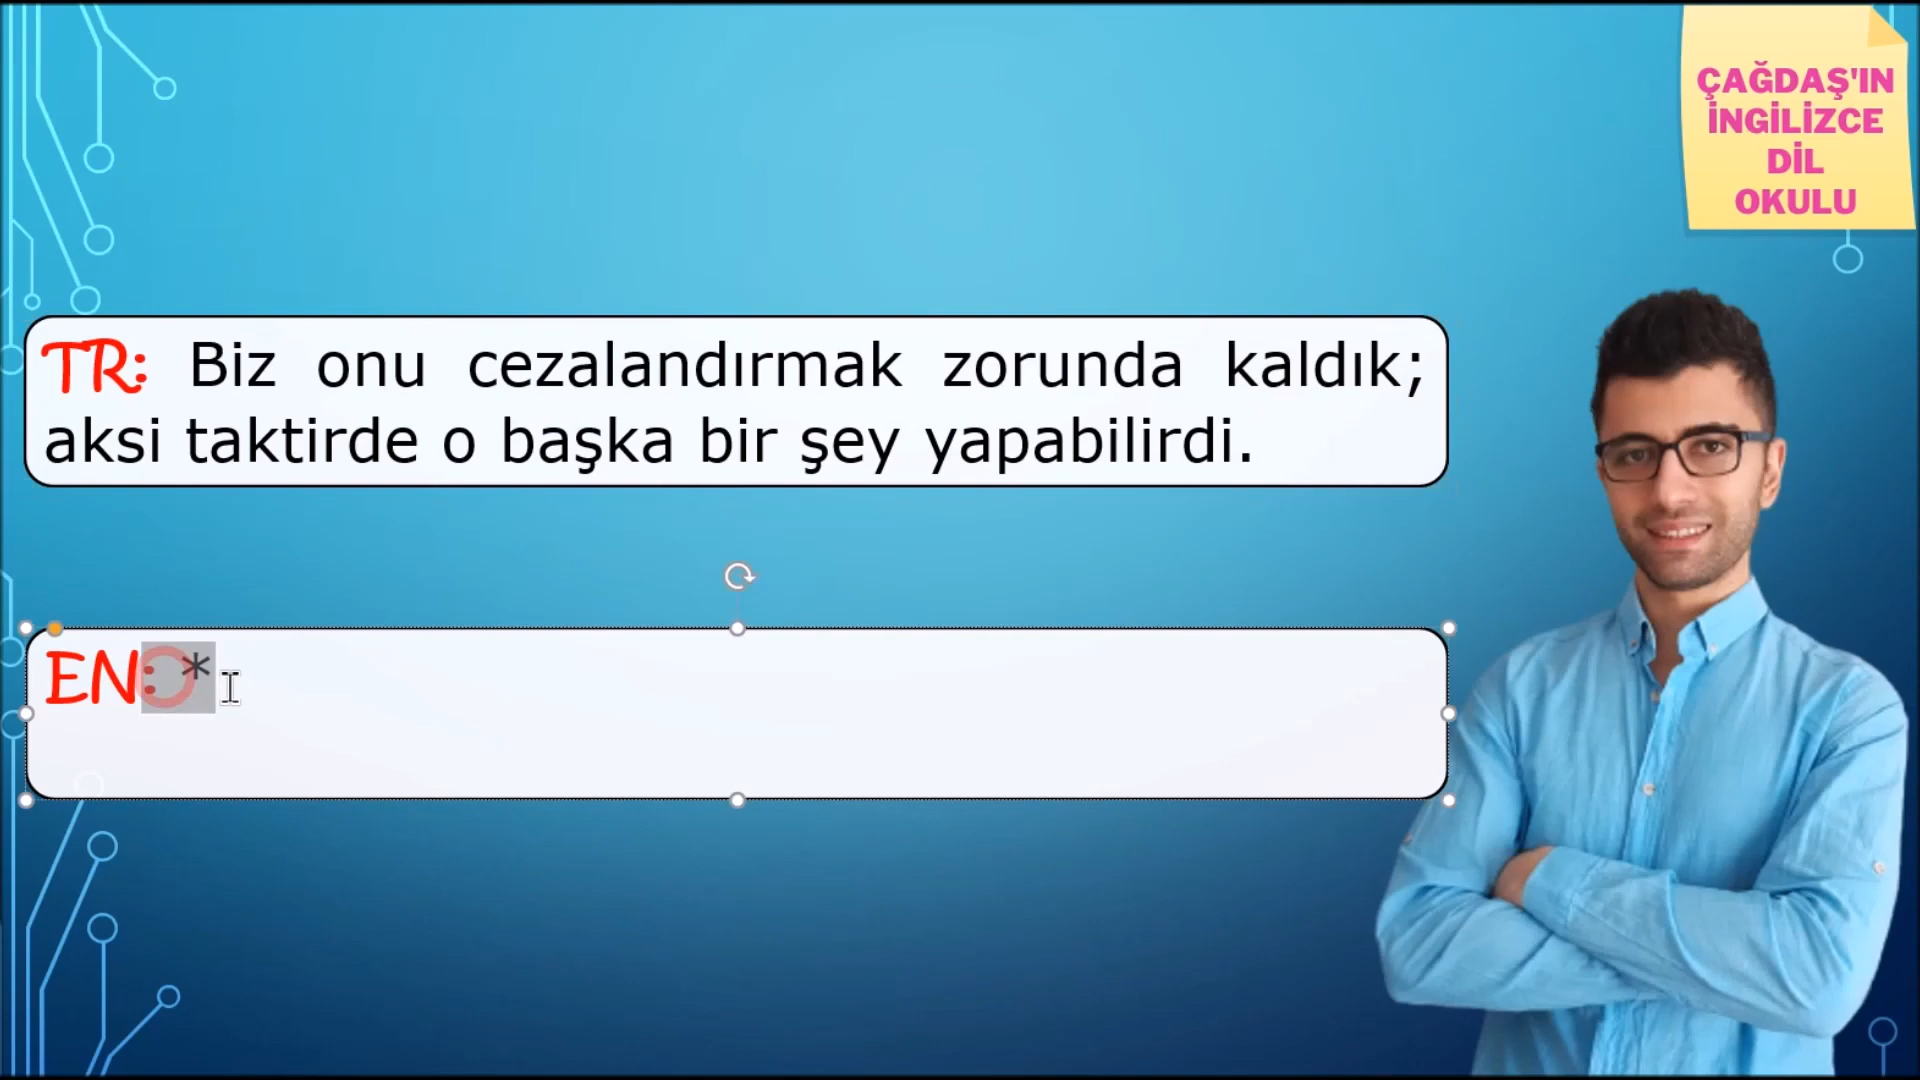 ÇAĞDAŞ'IN
İNGİLİZCE
DİL
OKULU
TR: Biz onu cezalandırmak zorunda kaldık;
aksi taktirde o başka bir şey yapabilirdi.
EN: *